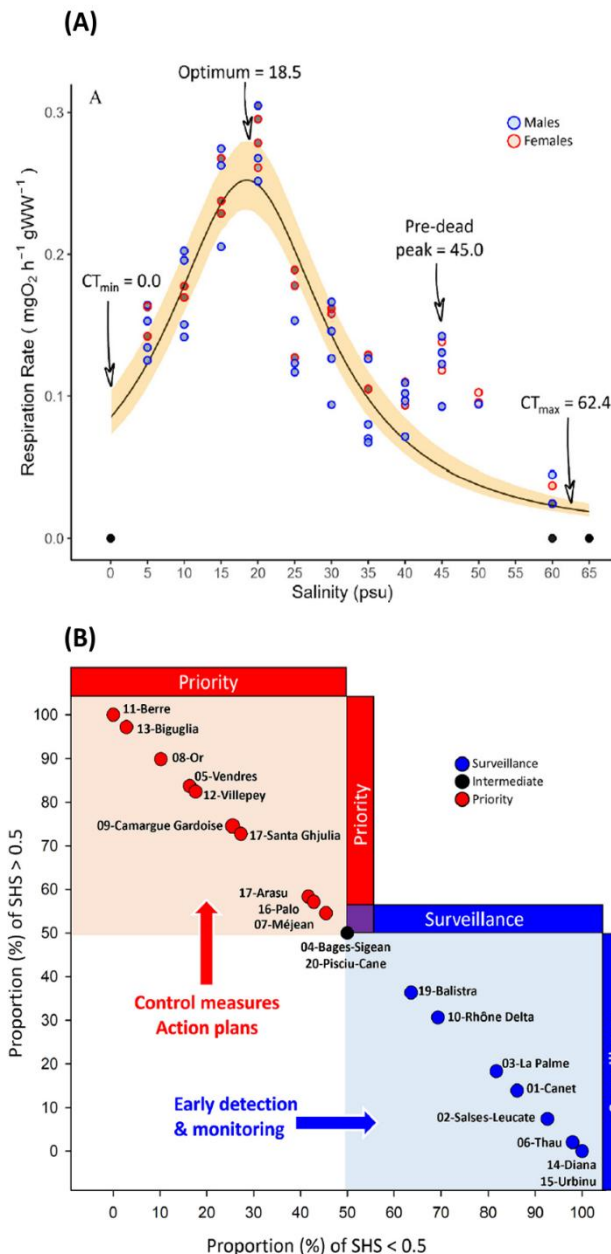 (A)
Optimum = 18.5
A
Males
Females
Pre-dead
peak = 45.0
CTmin = 0.0
CTmax = 62.4
Respiration Rate ( mgO₂ h⁻¹ gWW⁻¹ )
0.3
0.2
0.1
0.0
0 5 10 15 20 25 30 35 40 45 50 55 60 65
Salinity (psu)
(B)
Priority
Priority
Surveillance
Surveillance
Intermediate
Priority
11-Berre
13-Biguglia
08-Or
05-Vendres
12-Villepey
09-Camargue Gardoise
17-Santa Ghjulia
17-Arasu
16-Palo
07-Méjean
04-Bages-Sigean
20-Pisciu-Cane
19-Balistra
10-Rhône Delta
03-La Palme
01-Canet
02-Salses-Leucate
06-Thau
14-Diana
15-Urbinu
Control measures
Action plans
Early detection
& monitoring
Proportion (%) of SHS > 0.5
100
90
80
70
60
50
40
30
20
10
0
0 10 20 30 40 50 60 70 80 90 100
Proportion (%) of SHS < 0.5